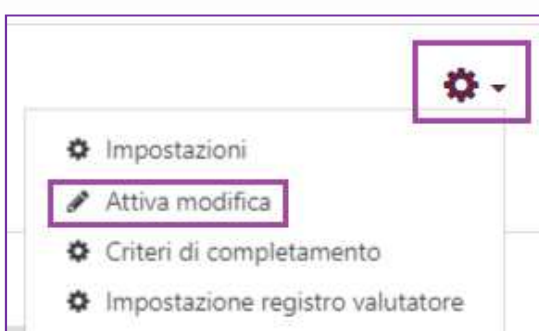 Impostazioni
Attiva modifica
Criteri di completamento
Impostazione registro valutatore